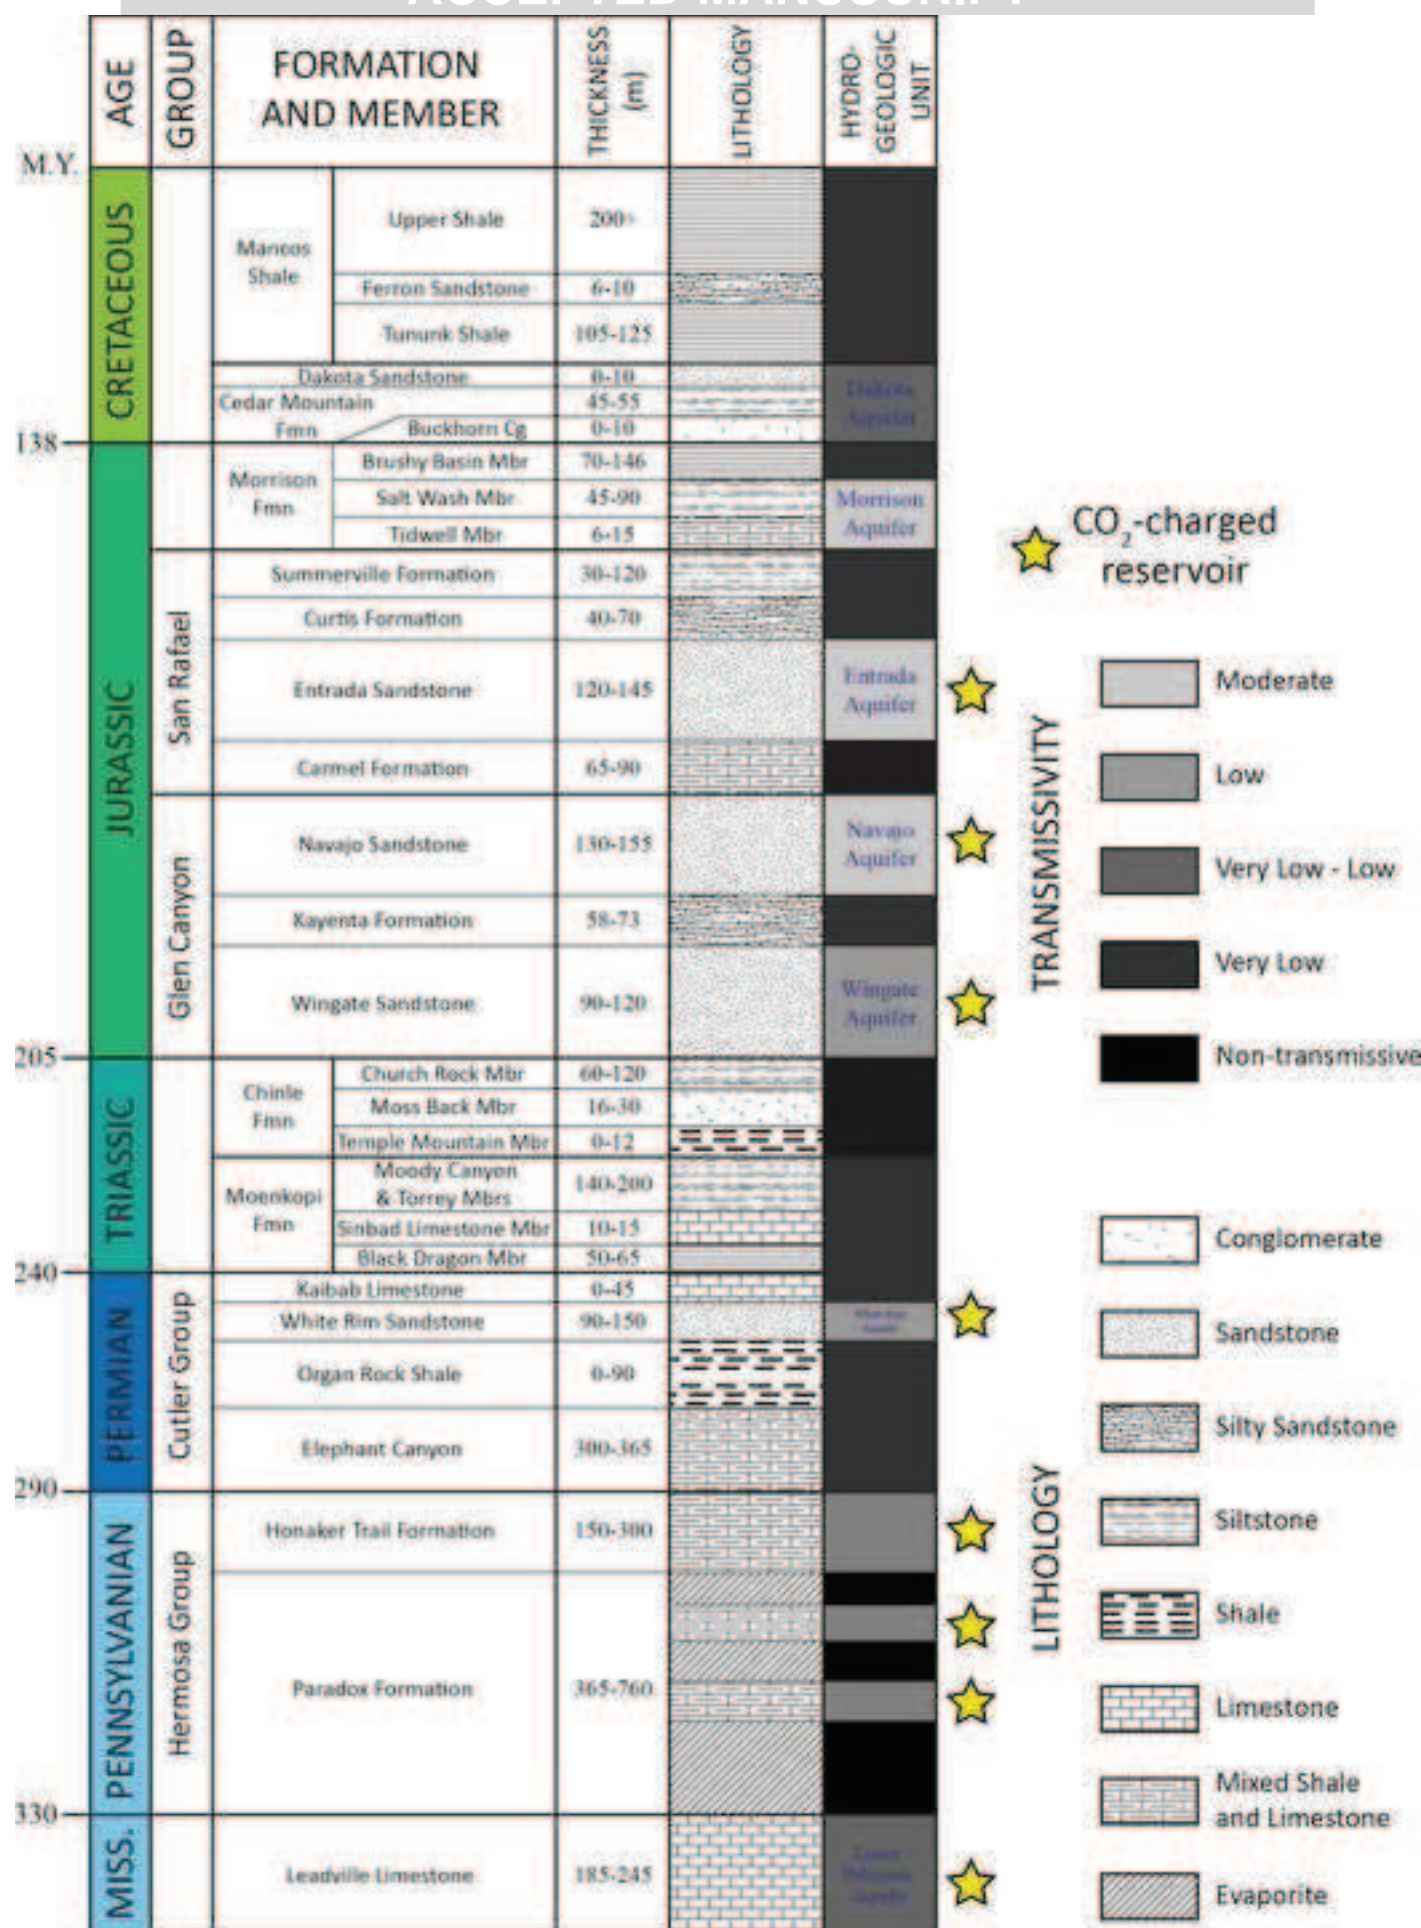 ACCEPTED MANUSCRIPT
M.Y.
AGE
GROUP
FORMATION
AND MEMBER
THICKNESS
(m)
LITHOLOGY
HYDRO-
GEOLOGIC
UNIT
CRETACEOUS
Mancos
Shale
Upper Shale
200+
Ferron Sandstone
6-10
Tununk Shale
105-125
Dakota Sandstone
0-10
Dakota
Aquifer
Cedar Mountain
Fmn
45-55
Buckhorn Cg
0-10
138
JURASSIC
Morrison
Fmn
Brushy Basin Mbr
70-146
Salt Wash Mbr
45-90
Morrison
Aquifer
Tidwell Mbr
6-15
San Rafael
Summerville Formation
30-120
Curtis Formation
40-70
Entrada Sandstone
120-145
Entrada
Aquifer
Carmel Formation
65-90
Glen Canyon
Navajo Sandstone
130-155
Navajo
Aquifer
Kayenta Formation
58-73
Wingate Sandstone
90-120
Wingate
Aquifer
205
TRIASSIC
Chinle
Fmn
Church Rock Mbr
60-120
Moss Back Mbr
16-30
Temple Mountain Mbr
0-12
Moenkopi
Fmn
Moody Canyon
& Torrey Mbrs
140-200
Sinbad Limestone Mbr
10-15
Black Dragon Mbr
50-65
240
PERMIAN
Cutler Group
Kaibab Limestone
0-45
White Rim Sandstone
90-150
Organ Rock Shale
0-90
Elephant Canyon
300-365
290
PENNSYLVANIAN
Hermosa Group
Honaker Trail Formation
150-300
Paradox Formation
365-760
330
MISS.
Leadville Limestone
185-245
CO2-charged
reservoir
TRANSMISSIVITY
Moderate
Low
Very Low - Low
Very Low
Non-transmissive
LITHOLOGY
Conglomerate
Sandstone
Silty Sandstone
Siltstone
Shale
Limestone
Mixed Shale
and Limestone
Evaporite